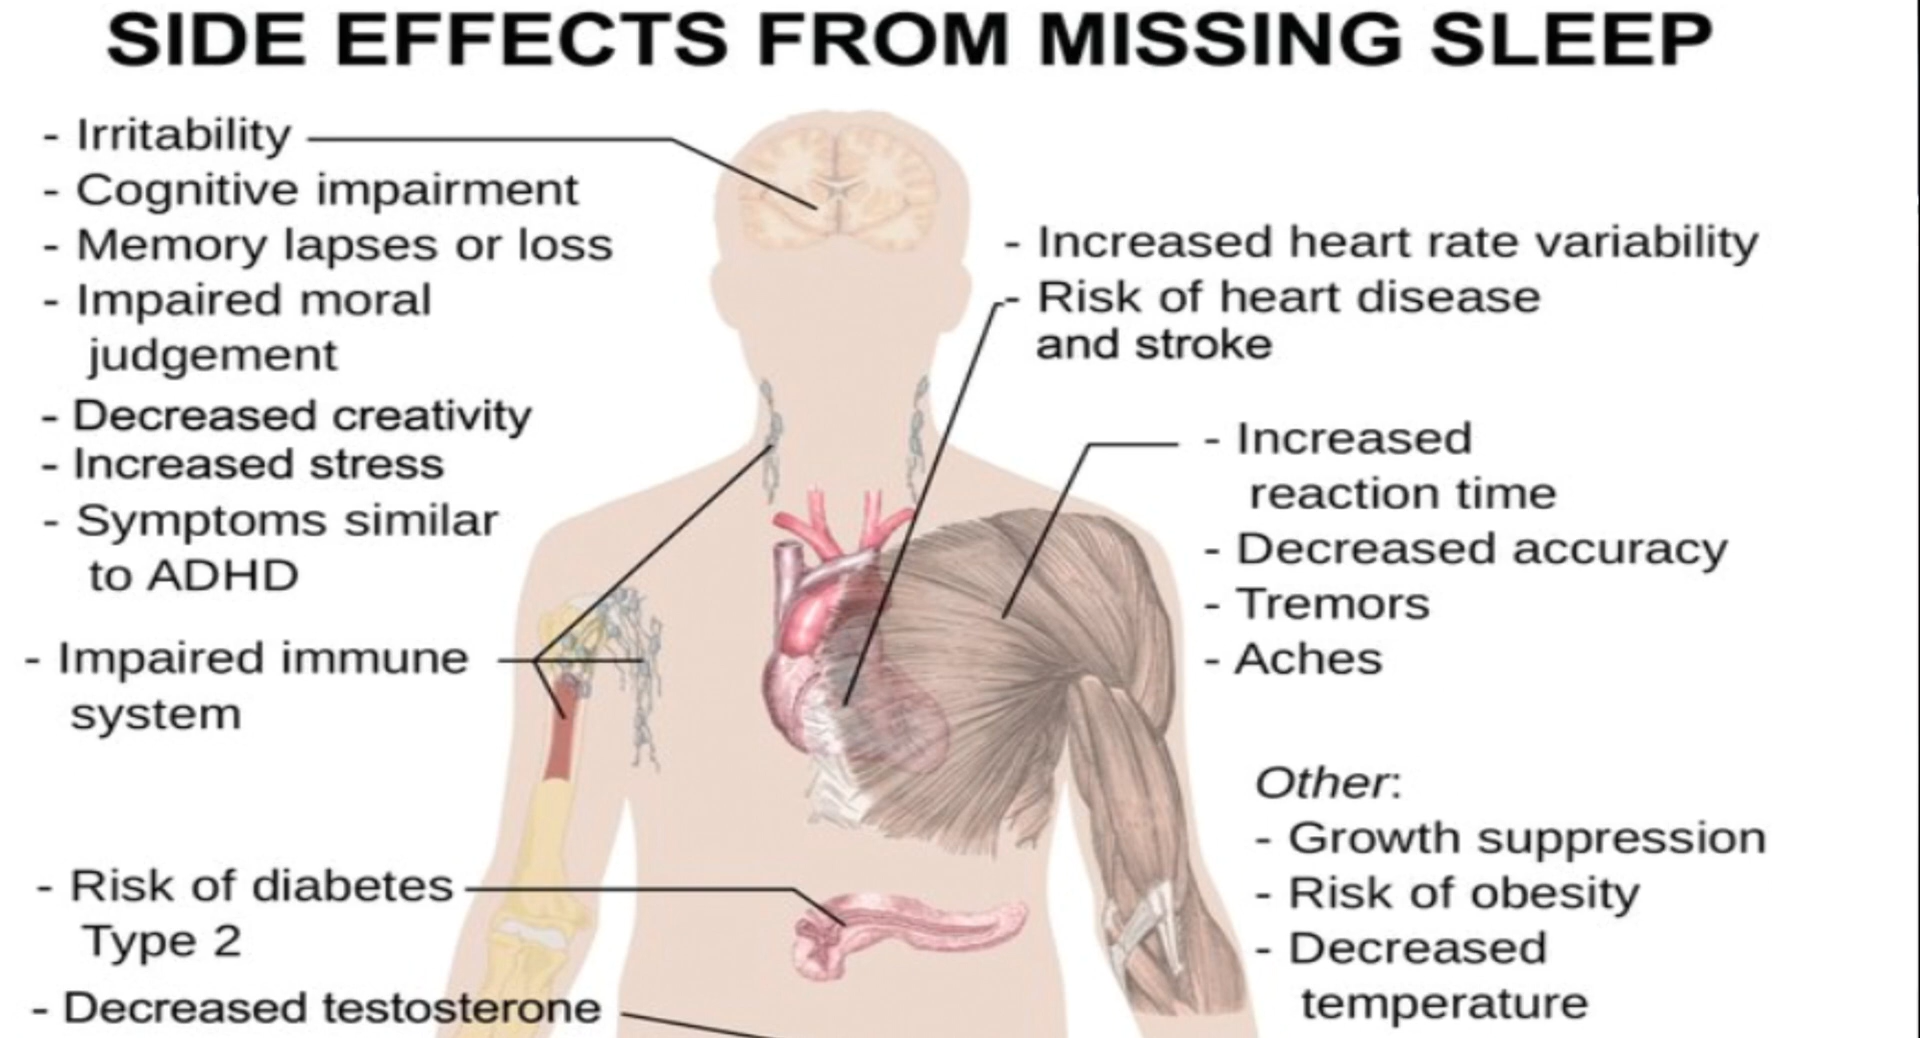 SIDE EFFECTS FROM MISSING SLEEP
- Irritability
- Cognitive impairment
- Memory lapses or loss
- Impaired moral
judgement
- Decreased creativity
- Increased stress
- Symptoms similar
to ADHD
- Impaired immune
system
- Risk of diabetes
Type 2
- Decreased testosterone
- Increased heart rate variability
- Risk of heart disease
and stroke
- Increased
reaction time
- Decreased accuracy
- Tremors
- Aches
Other:
- Growth suppression
- Risk of obesity
- Decreased
temperature